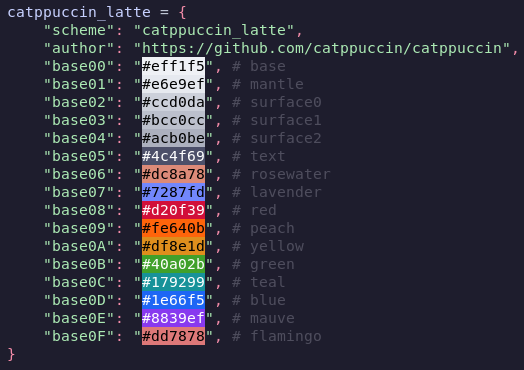 catppuccin_latte = {
    "scheme": "catppuccin_latte",
    "author": "https://github.com/catppuccin/catppuccin",
    "base00": "#eff1f5", # base
    "base01": "#e6e9ef", # mantle
    "base02": "#ccd0da", # surface0
    "base03": "#bcc0cc", # surface1
    "base04": "#acb0be", # surface2
    "base05": "#4c4f69", # text
    "base06": "#dc8a78", # rosewater
    "base07": "#7287fd", # lavender
    "base08": "#d20f39", # red
    "base09": "#fe640b", # peach
    "base0A": "#df8e1d", # yellow
    "base0B": "#40a02b", # green
    "base0C": "#179299", # teal
    "base0D": "#1e66f5", # blue
    "base0E": "#8839ef", # mauve
    "base0F": "#dd7878", # flamingo
}